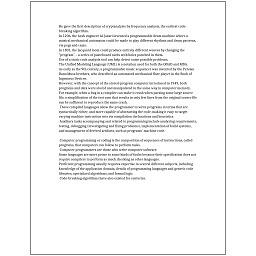 He gave the first description of cryptanalysis by frequency analysis, the earliest code-
breaking algorithm.
In 1206, the Arab engineer Al-Jazari invented a programmable drum machine where a
musical mechanical automaton could be made to play different rhythms and drum patterns,
via pegs and cams.
In 1801, the Jacquard loom could produce entirely different weaves by changing the
"program" – a series of pasteboard cards with holes punched in them.
Use of a static code analysis tool can help detect some possible problems.
The Unified Modeling Language (UML) is a notation used for both the OOAD and MDA.
As early as the 9th century, a programmable music sequencer was invented by the Persian
Banu Musa brothers, who described an automated mechanical flute player in the Book of
Ingenious Devices.
However, with the concept of the stored-program computer introduced in 1949, both
programs and data were stored and manipulated in the same way in computer memory.
For example, when a bug in a compiler can make it crash when parsing some large source
file, a simplification of the test case that results in only few lines from the original source file
can be sufficient to reproduce the same crash.
These compiled languages allow the programmer to write programs in terms that are
syntactically richer, and more capable of abstracting the code, making it easy to target
varying machine instruction sets via compilation declarations and heuristics.
Auxiliary tasks accompanying and related to programming include analyzing requirements,
testing, debugging (investigating and fixing problems), implementation of build systems,
and management of derived artifacts, such as programs' machine code.
Computer programming or coding is the composition of sequences of instructions, called
programs, that computers can follow to perform tasks.
Computer programmers are those who write computer software.
Some languages are more prone to some kinds of faults because their specification does not
require compilers to perform as much checking as other languages.
Proficient programming usually requires expertise in several different subjects, including
knowledge of the application domain, details of programming languages and generic code
libraries, specialized algorithms, and formal logic.
Code-breaking algorithms have also existed for centuries.